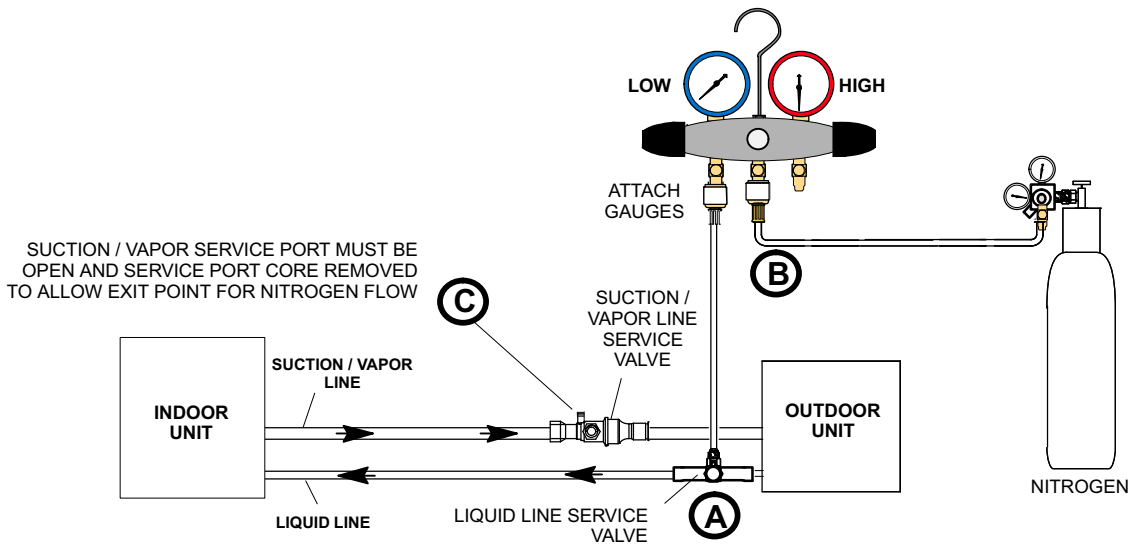 LOW
HIGH
ATTACH
GAUGES
SUCTION / VAPOR SERVICE PORT MUST BE
OPEN AND SERVICE PORT CORE REMOVED
TO ALLOW EXIT POINT FOR NITROGEN FLOW
B
C
SUCTION /
VAPOR LINE
SERVICE
VALVE
SUCTION / VAPOR
LINE
INDOOR
UNIT
OUTDOOR
UNIT
NITROGEN
LIQUID LINE
LIQUID LINE SERVICE
VALVE
A